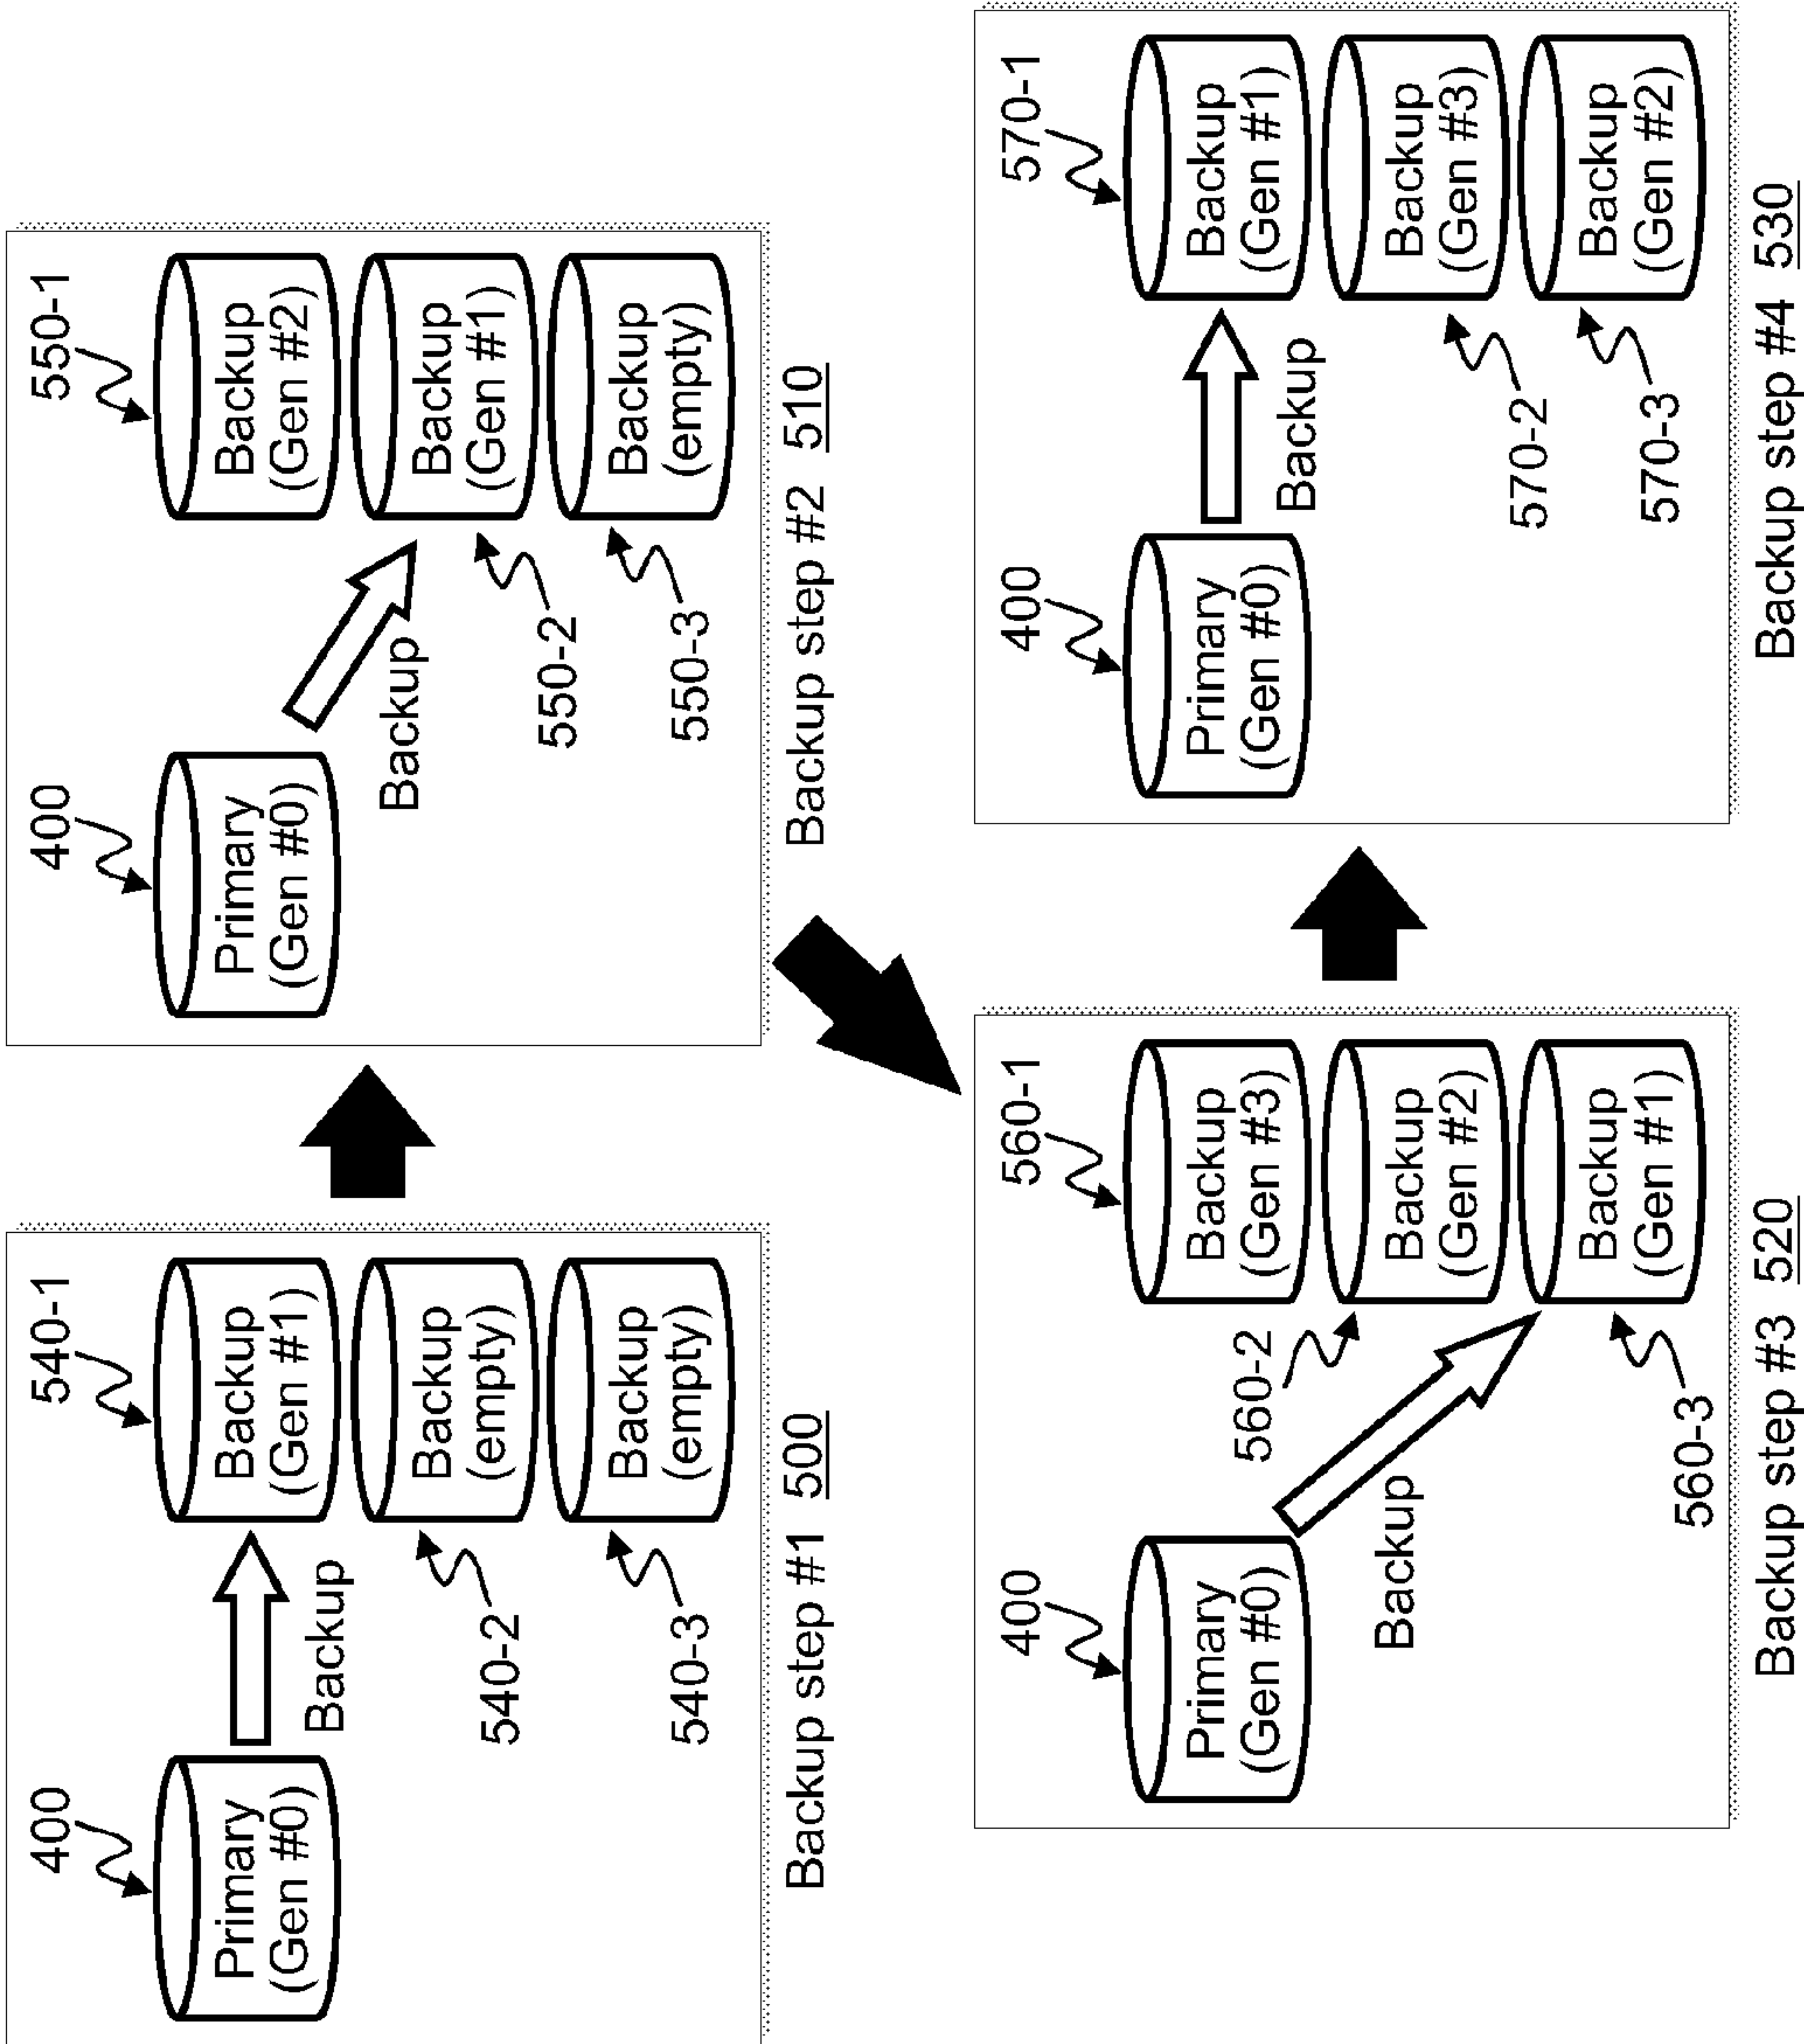 400
540-1
Primary
(Gen #0)
Backup
Backup
(Gen #1)
540-2
Backup
(empty)
540-3
Backup
(empty)
Backup step #1 500
400
550-1
Primary
(Gen #0)
Backup
Backup
(Gen #2)
550-2
Backup
(Gen #1)
550-3
Backup
(empty)
Backup step #2 510
400
560-1
Primary
(Gen #0)
Backup
Backup
(Gen #3)
560-2
Backup
(Gen #2)
560-3
Backup
(Gen #1)
Backup step #3 520
400
570-1
Primary
(Gen #0)
Backup
Backup
(Gen #1)
570-2
Backup
(Gen #3)
570-3
Backup
(Gen #2)
Backup step #4 530